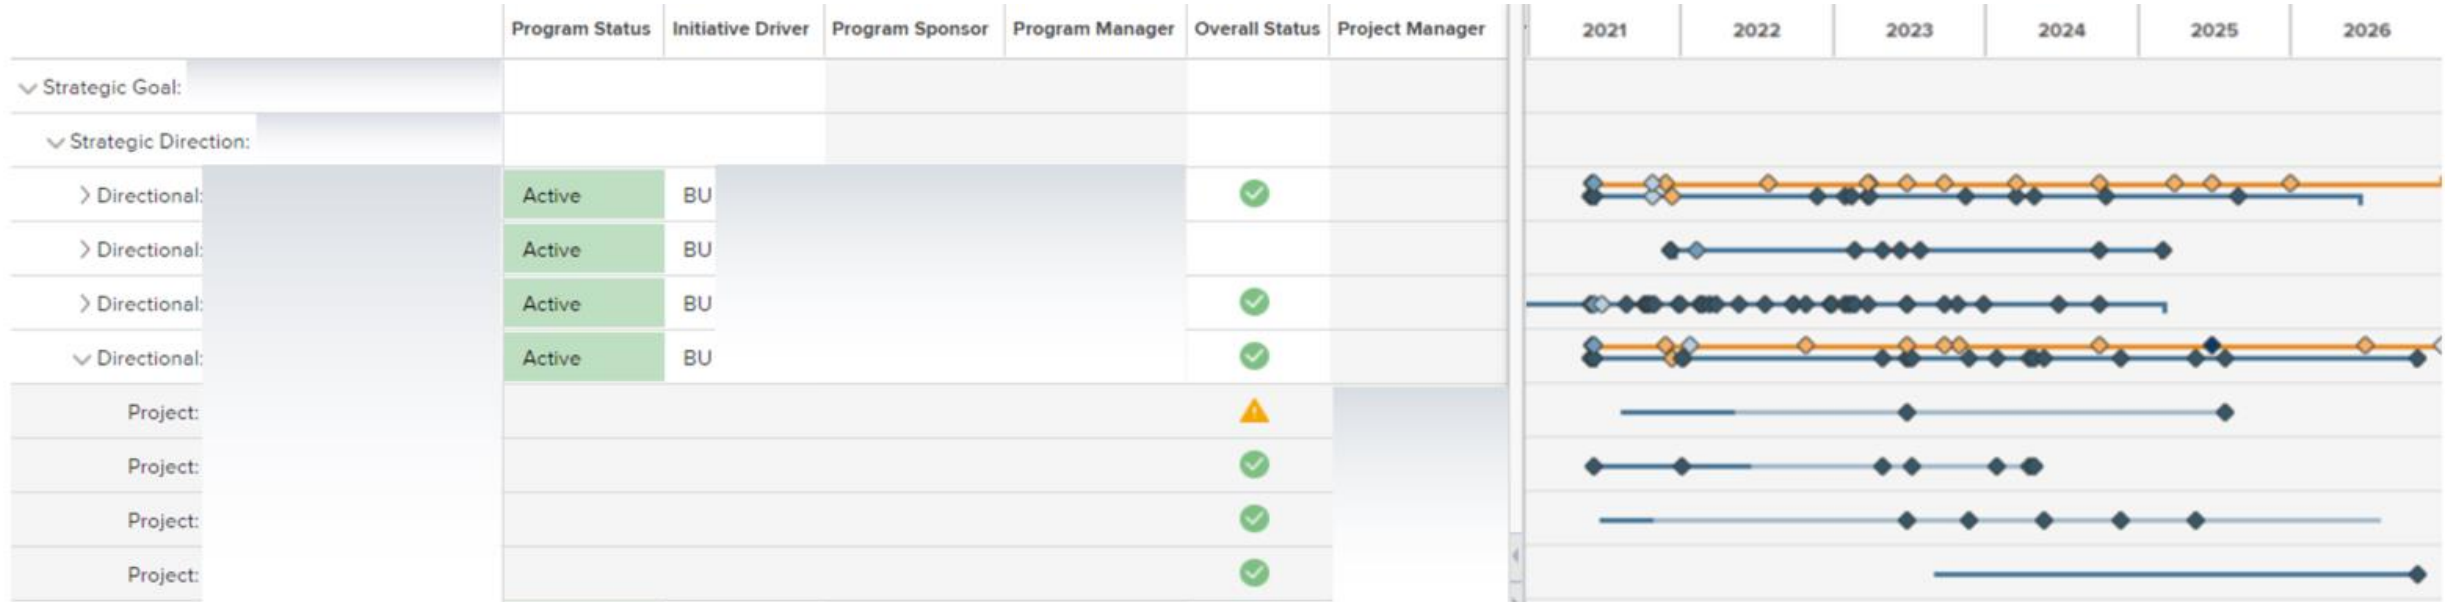 Program Status Initiative Driver Program Sponsor Program Manager Overall Status Project Manager 2021 2022 2023 2024 2025 2026
Strategic Goal:
Strategic Direction:
Directional: Active BU
Directional: Active BU
Directional: Active BU
Directional: Active BU
Project:
Project:
Project:
Project: